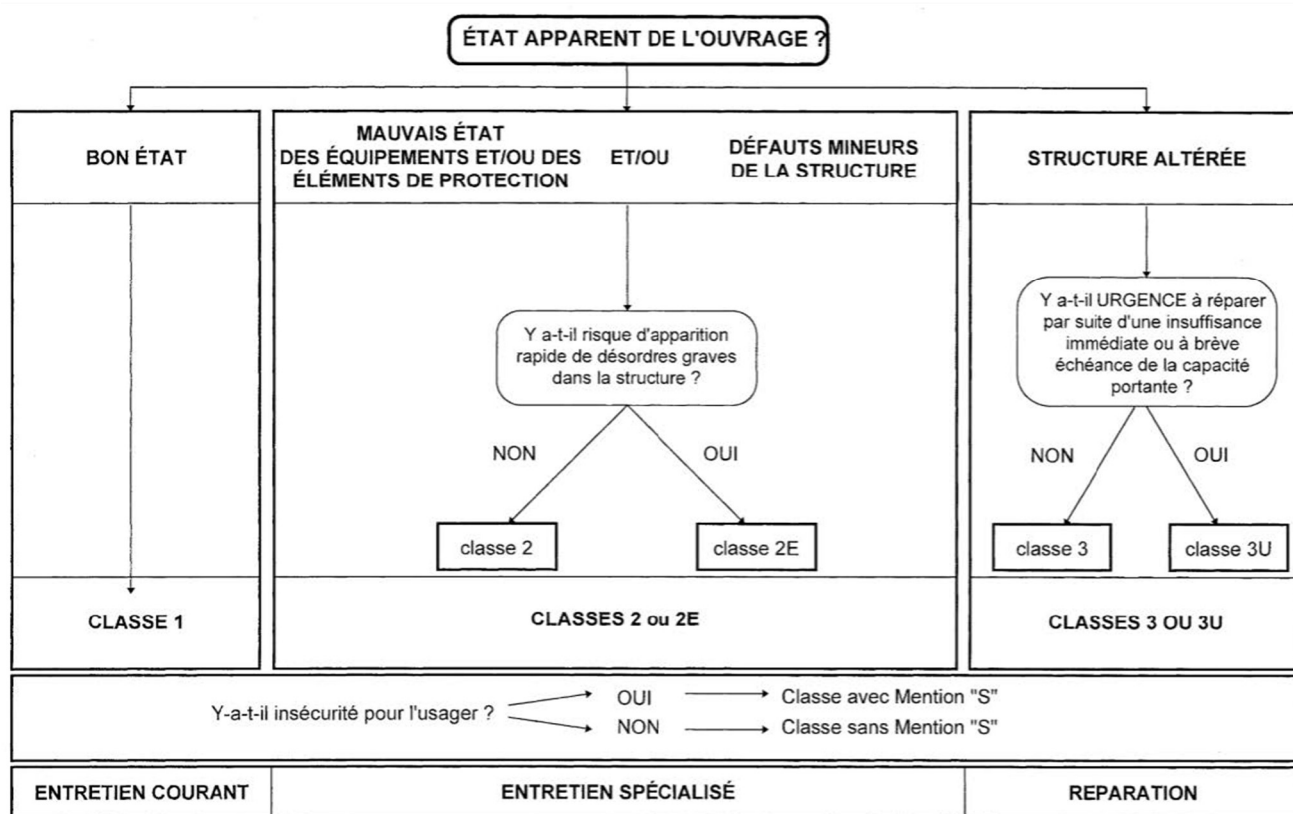 ÉTAT APPARENT DE L'OUVRAGE ?
BON ÉTAT
MAUVAIS ÉTAT
DES ÉQUIPEMENTS ET/OU DES
ÉLÉMENTS DE PROTECTION
ET/OU
DÉFAUTS MINEURS
DE LA STRUCTURE
STRUCTURE ALTÉRÉE
Y a-t-il risque d'apparition
rapide de désordres graves
dans la structure ?
Y a-t-il URGENCE à réparer
par suite d'une insuffisance
immédiate ou à brève
échéance de la capacité
portante ?
NON
OUI
NON
OUI
classe 2
classe 2E
classe 3
classe 3U
CLASSE 1
CLASSES 2 ou 2E
CLASSES 3 OU 3U
Y-a-t-il insécurité pour l'usager ?
OUI
Classe avec Mention "S"
NON
Classe sans Mention "S"
ENTRETIEN COURANT
ENTRETIEN SPÉCIALISÉ
REPARATION